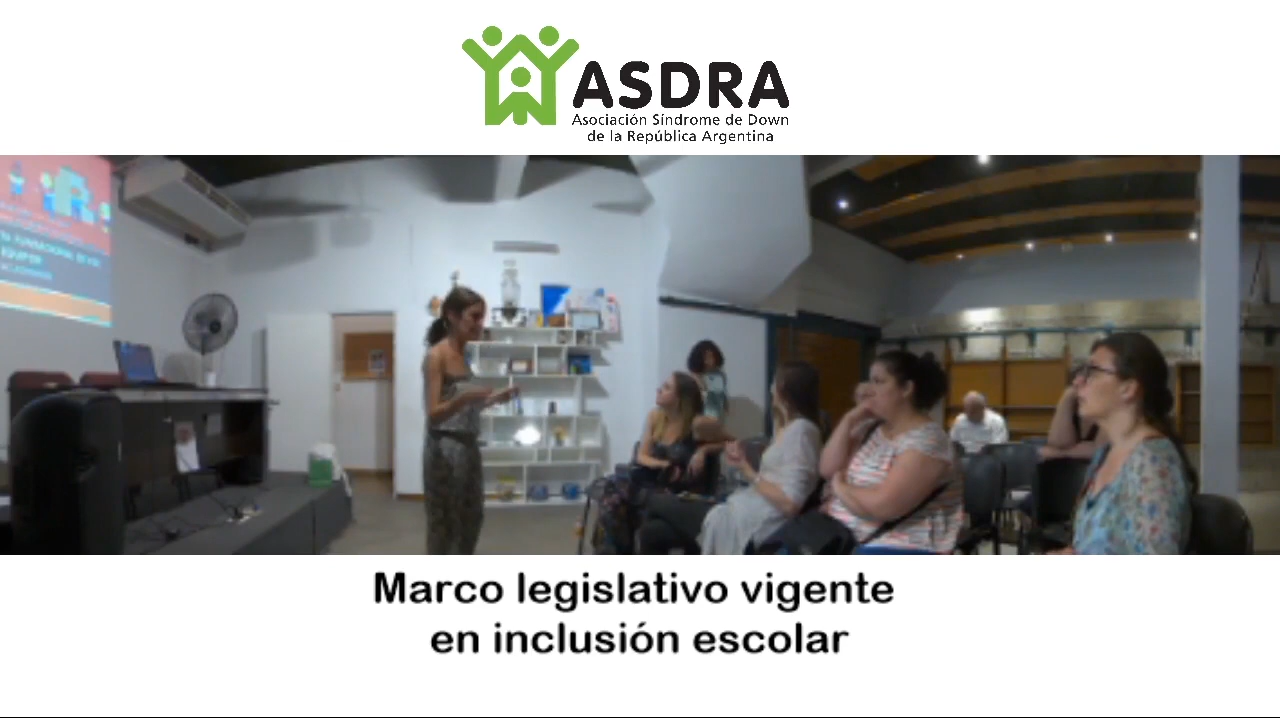 ASDRA
Asociación Síndrome de Down
de la República Argentina
Marco legislativo vigente
en inclusión escolar